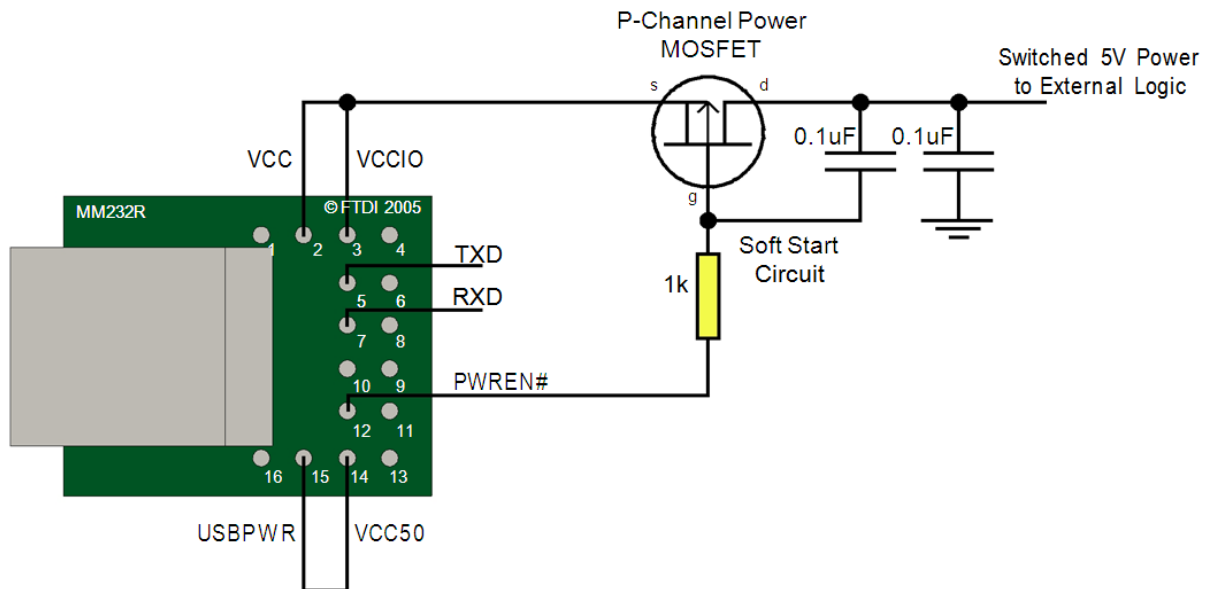 P-Channel Power
MOSFET
Switched 5V Power
to External Logic
s
d
0.1uF
0.1uF
VCC
VCCIO
g
MM232R
© FTDI 2005
1
2
3
4
Soft Start
Circuit
TXD
1k
5
6
RXD
7
8
10
9
PWREN#
12
11
16
15
14
13
USBPWR
VCC50